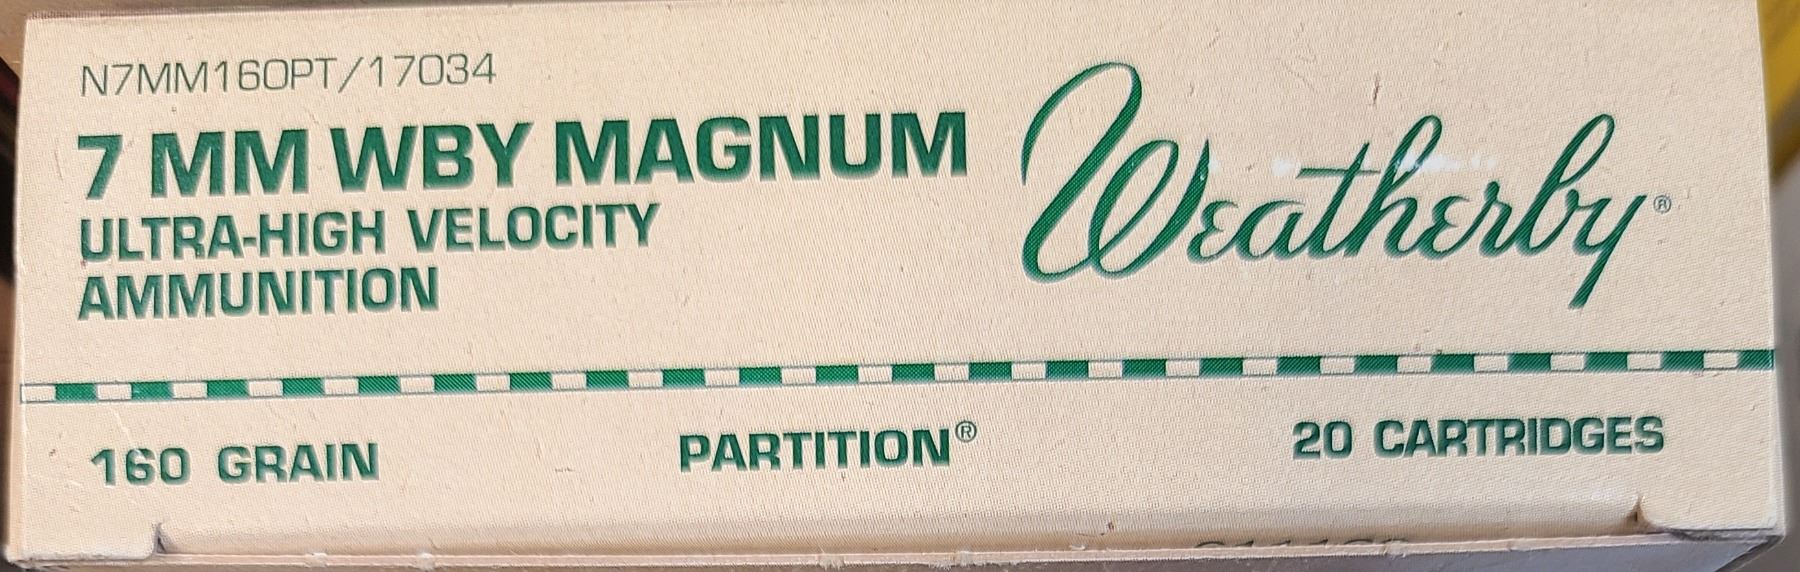 N7MM160PT/17034
7 MM WBY MAGNUM
ULTRA-HIGH VELOCITY
AMMUNITION
Weatherby®
160 GRAIN
PARTITION®
20 CARTRIDGES